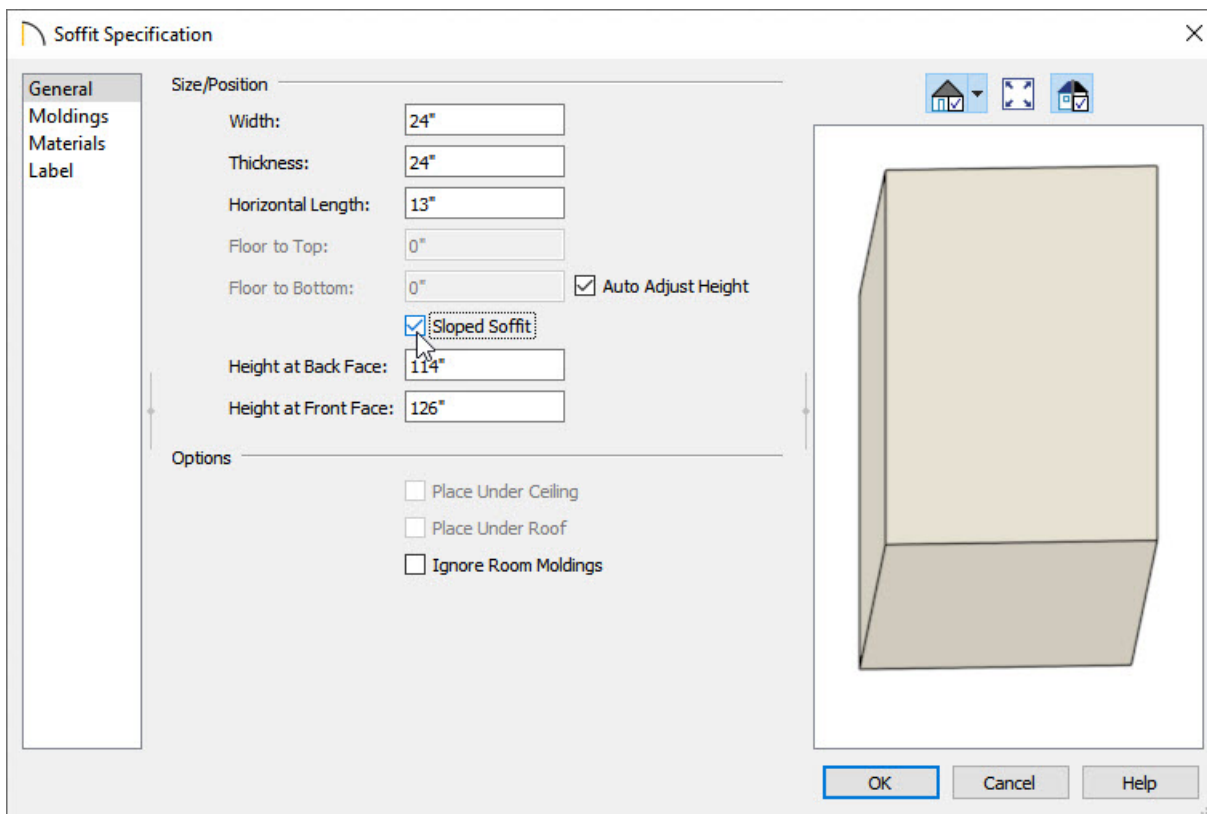 Soffit Specification
General
Moldings
Materials
Label
Size/Position
Width: 24"
Thickness: 24"
Horizontal Length: 13"
Floor to Top: 0"
Floor to Bottom: 0" Auto Adjust Height
Sloped Soffit
Height at Back Face: 114"
Height at Front Face: 126"
Options
Place Under Ceiling
Place Under Roof
Ignore Room Moldings
OK Cancel Help